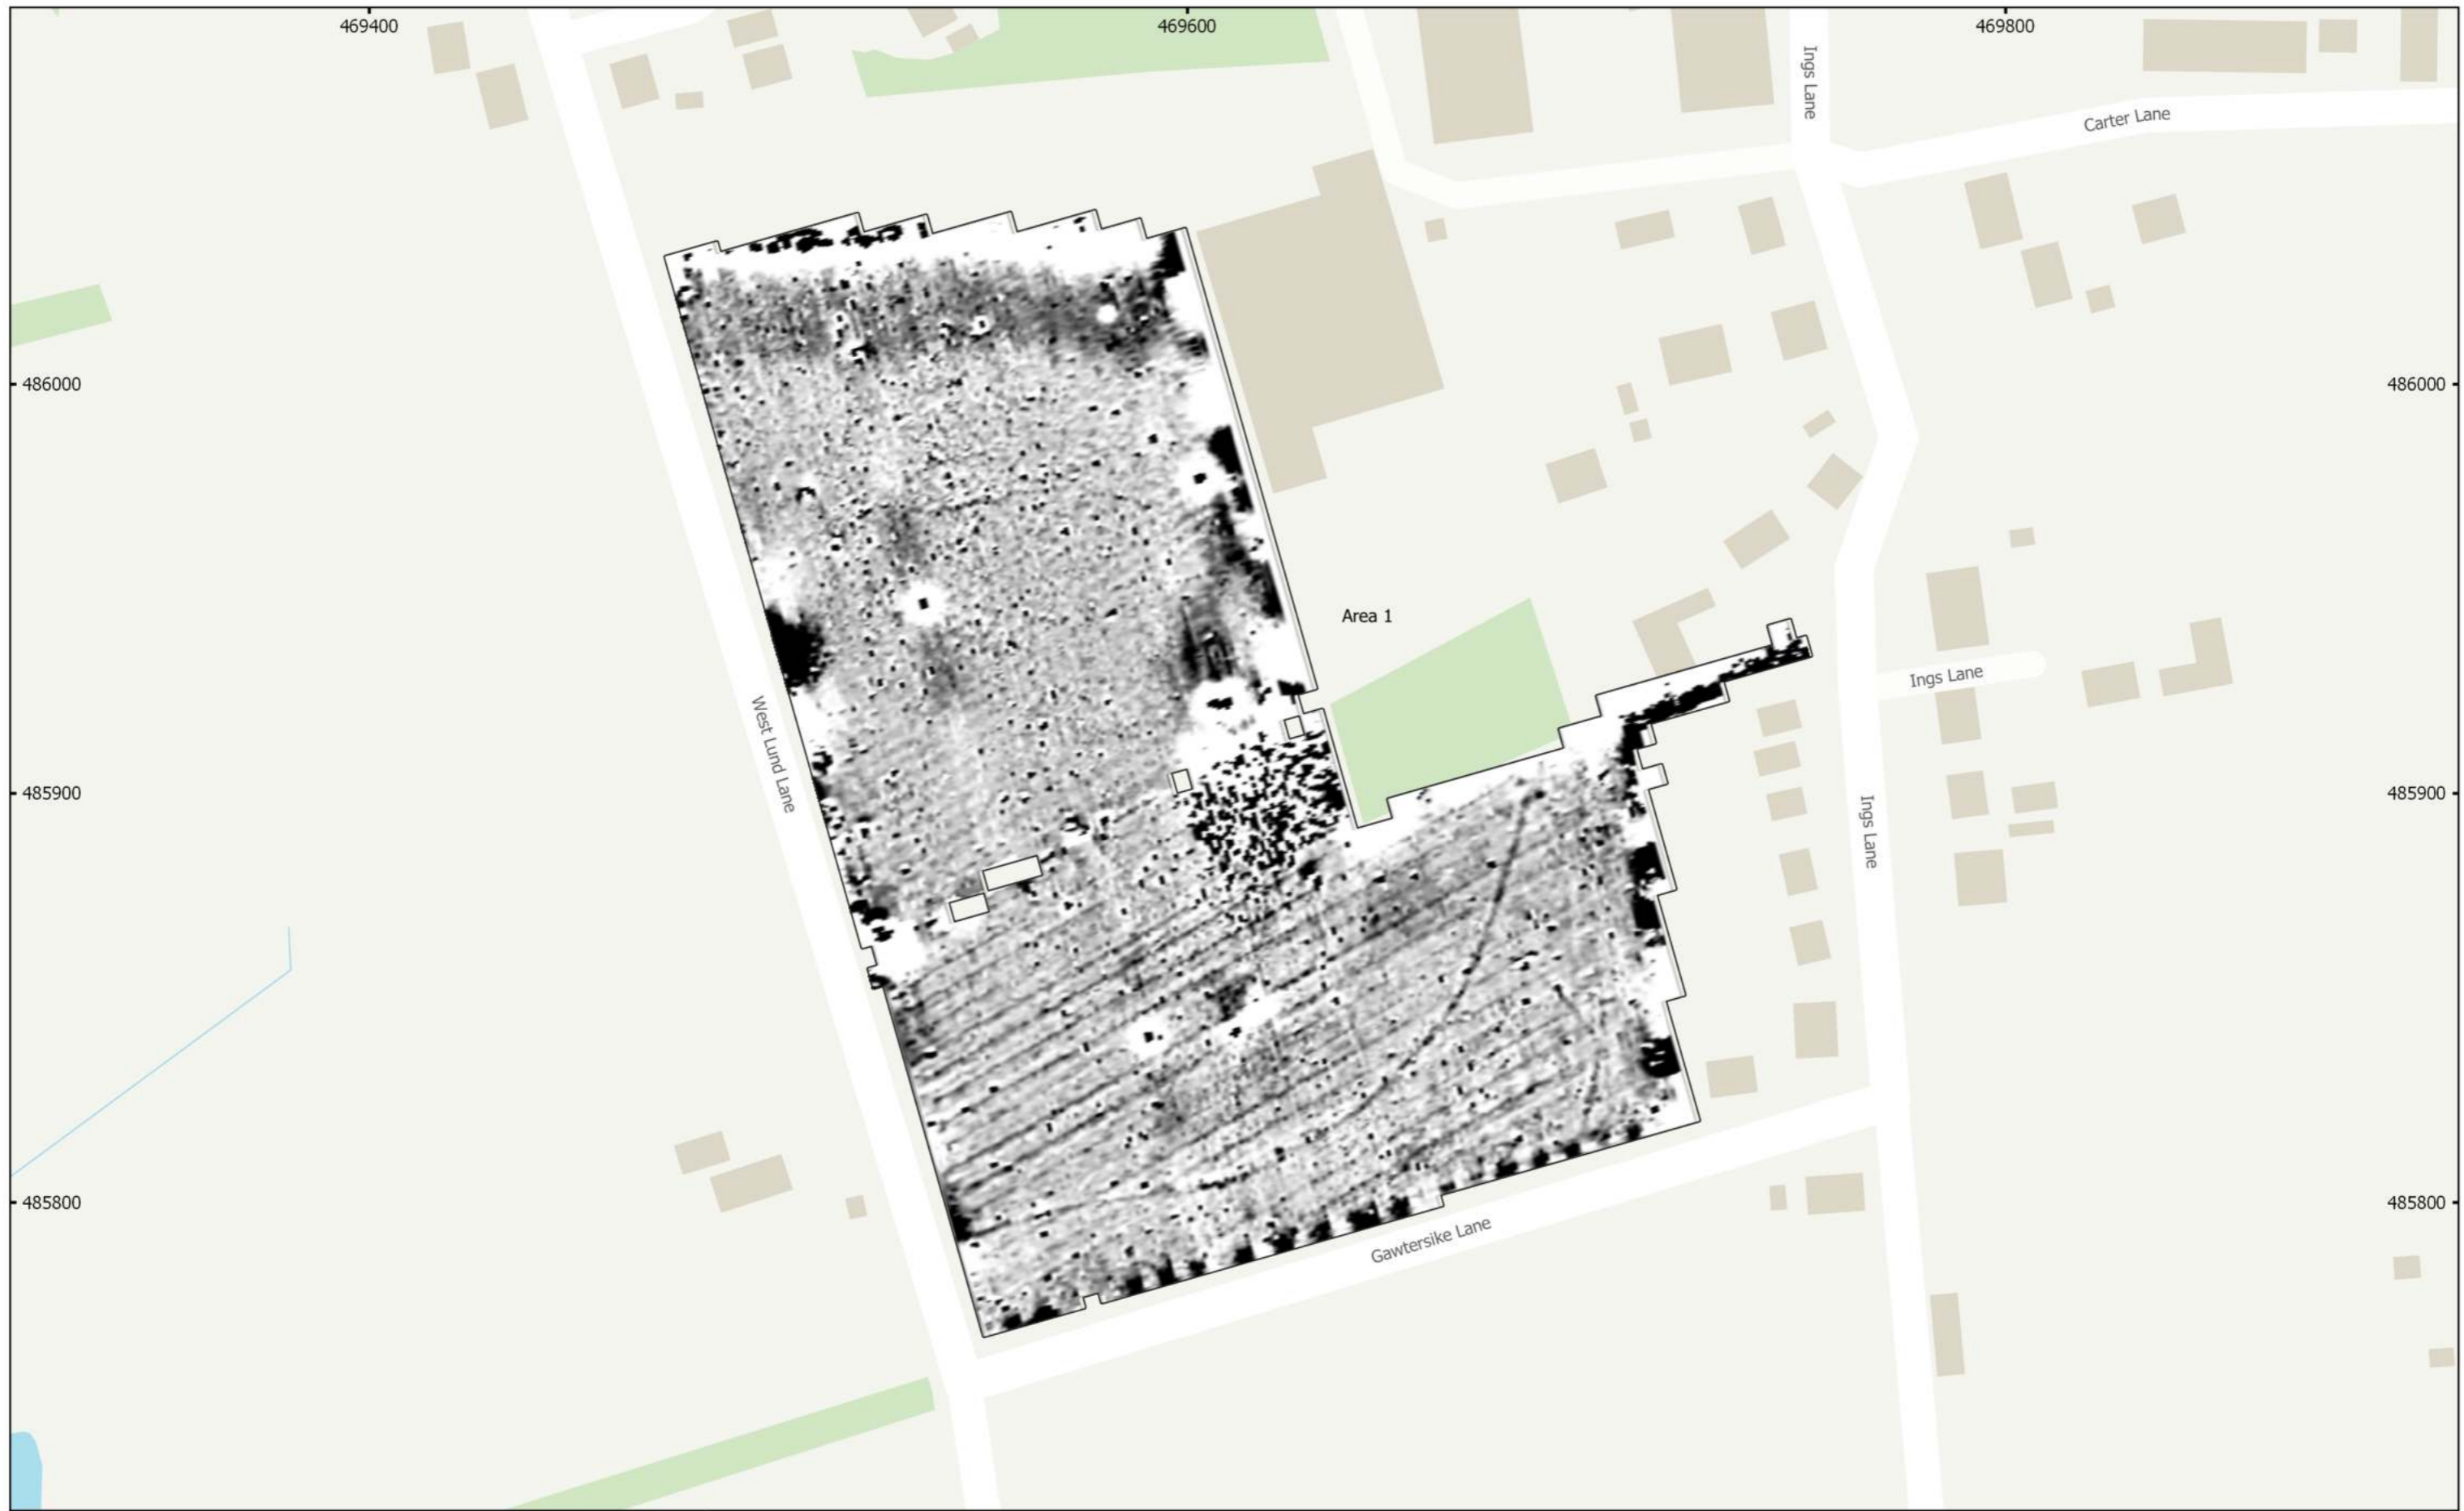 469400
469600
469800
Ings Lane
Carter Lane
486000
486000
Area 1
Ings Lane
West Lund Lane
485900
485900
Ings Lane
485800
485800
Gawtersike Lane